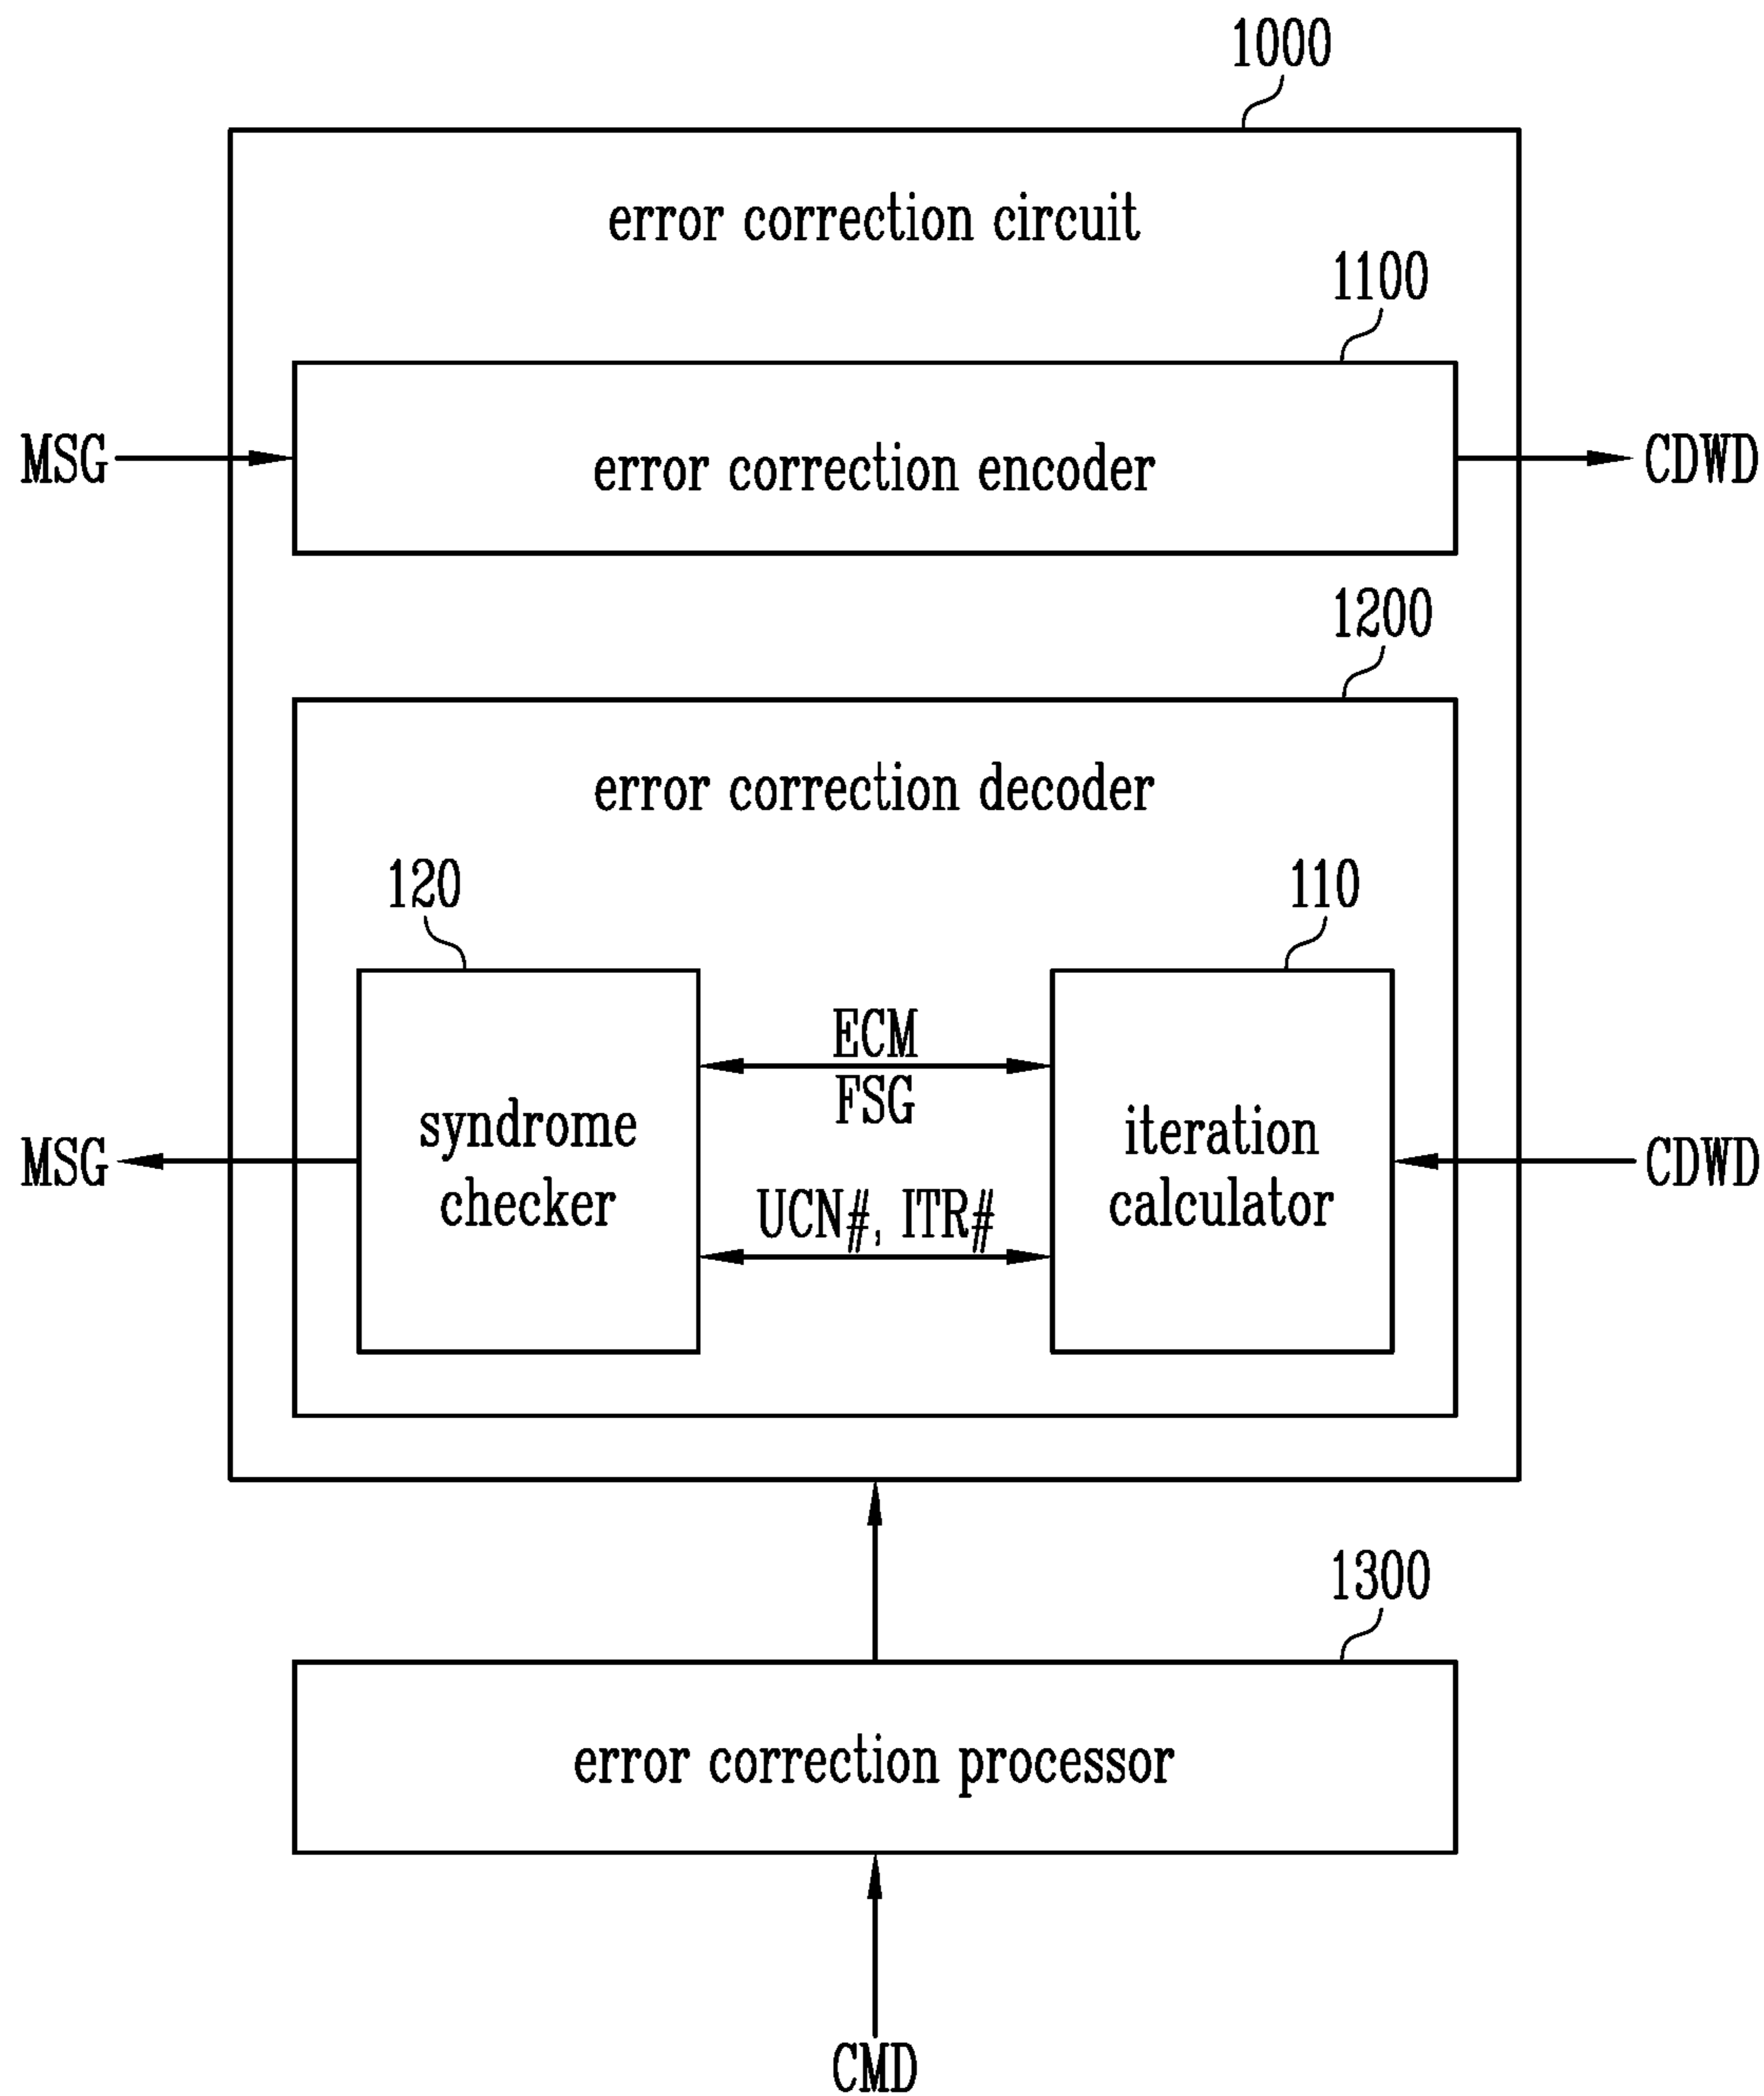 1000
error correction circuit
1100
MSG
error correction encoder
CDWD
1200
error correction decoder
120
110
ECM
FSG
syndrome
checker
iteration
calculator
MSG
CDWD
UCN#, ITR#
1300
error correction processor
CMD